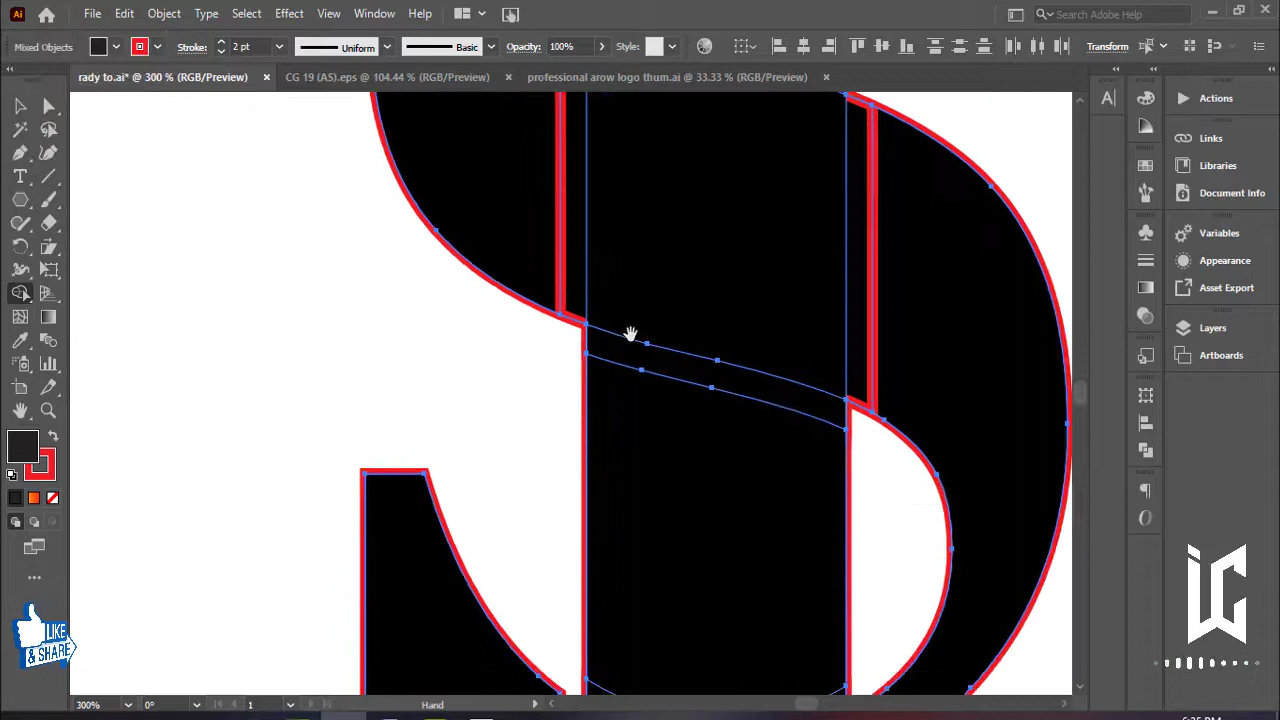 Ai File Edit Object Type Select Effect View Window Help Search Adobe Help
Mixed Objects Stroke: 2 pt Uniform Basic Opacity: 100% Style: Transform
rady to.ai* @ 300 % (RGB/Preview) × CG 19 (AS).eps @ 104.44 % (RGB/Preview) × professional arow logo thum.ai @ 33.33 % (RGB/Preview) ×
Actions
Links
Libraries
Document Info
Variables
Appearance
Asset Export
Layers
Artboards
LIKE
& SHARE
iC
300% 0° 1 Hand